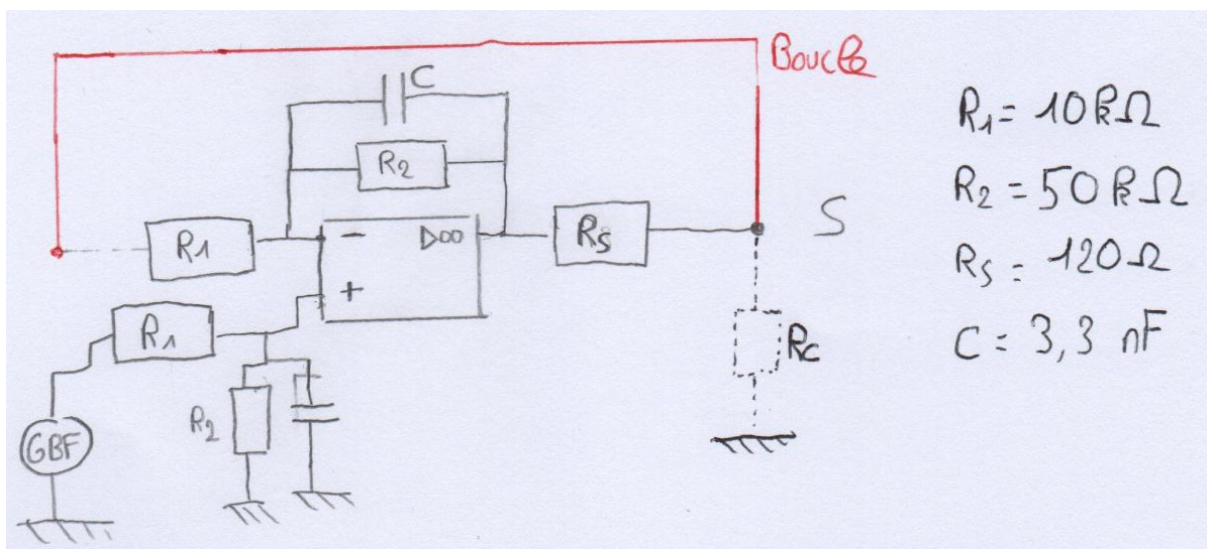 Boucle
C
R2
R1
-
D∞
RS
S
+
R1
RC
R2
GBF
R1 = 10 kΩ
R2 = 50 kΩ
RS = 120 Ω
C = 3,3 nF